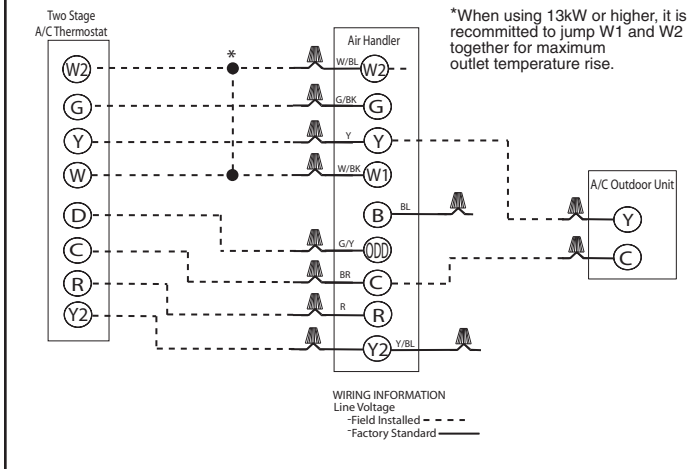 Two Stage
A/C Thermostat
Air Handler
*When using 13kW or higher, it is
recommitted to jump W1 and W2
together for maximum
outlet temperature rise.
*
W2
W/BL
W2
G
G/BK
G
Y
Y
Y
W
W/BK
W1
A/C Outdoor Unit
Y
D
B
BL
G/Y
ODD
C
C
BR
C
R
R
R
Y2
Y2
Y/BL
WIRING INFORMATION
Line Voltage
-Field Installed
-Factory Standard